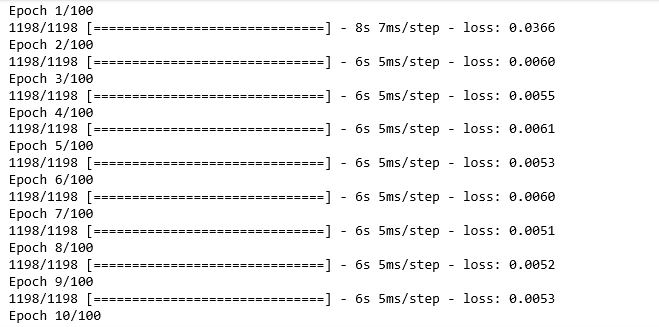 Epoch 1/100
1198/1198 [==============================] - 8s 7ms/step - loss: 0.0366
Epoch 2/100
1198/1198 [==============================] - 6s 5ms/step - loss: 0.0060
Epoch 3/100
1198/1198 [==============================] - 6s 5ms/step - loss: 0.0055
Epoch 4/100
1198/1198 [==============================] - 6s 5ms/step - loss: 0.0061
Epoch 5/100
1198/1198 [==============================] - 6s 5ms/step - loss: 0.0053
Epoch 6/100
1198/1198 [==============================] - 6s 5ms/step - loss: 0.0060
Epoch 7/100
1198/1198 [==============================] - 6s 5ms/step - loss: 0.0051
Epoch 8/100
1198/1198 [==============================] - 6s 5ms/step - loss: 0.0052
Epoch 9/100
1198/1198 [==============================] - 6s 5ms/step - loss: 0.0053
Epoch 10/100